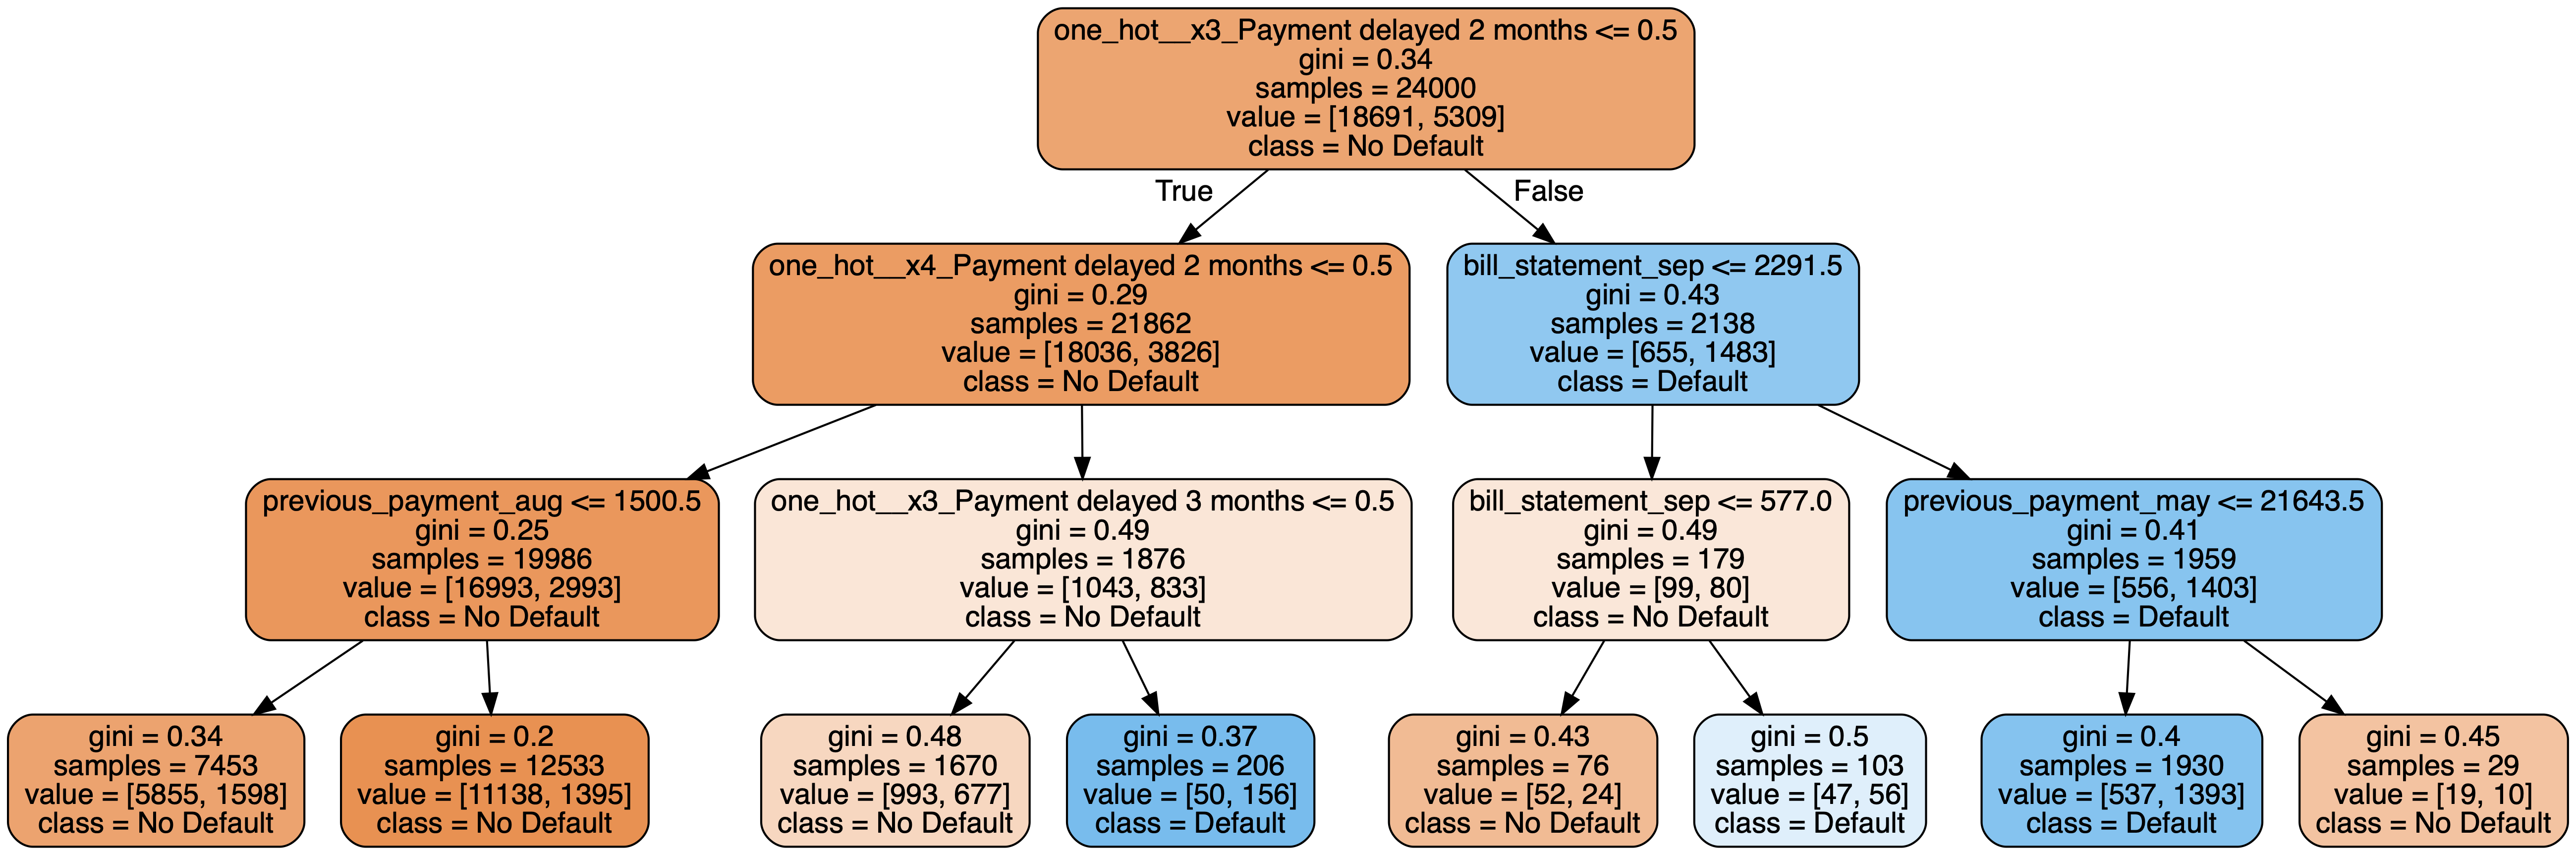 one_hot__x3_Payment delayed 2 months <= 0.5
gini = 0.34
samples = 24000
value = [18691, 5309]
class = No Default
True
False
one_hot__x4_Payment delayed 2 months <= 0.5
gini = 0.29
samples = 21862
value = [18036, 3826]
class = No Default
bill_statement_sep <= 2291.5
gini = 0.43
samples = 2138
value = [655, 1483]
class = Default
previous_payment_aug <= 1500.5
gini = 0.25
samples = 19986
value = [16993, 2993]
class = No Default
one_hot__x3_Payment delayed 3 months <= 0.5
gini = 0.49
samples = 1876
value = [1043, 833]
class = No Default
bill_statement_sep <= 577.0
gini = 0.49
samples = 179
value = [99, 80]
class = No Default
previous_payment_may <= 21643.5
gini = 0.41
samples = 1959
value = [556, 1403]
class = Default
gini = 0.34
samples = 7453
value = [5855, 1598]
class = No Default
gini = 0.2
samples = 12533
value = [11138, 1395]
class = No Default
gini = 0.48
samples = 1670
value = [993, 677]
class = No Default
gini = 0.37
samples = 206
value = [50, 156]
class = Default
gini = 0.43
samples = 76
value = [52, 24]
class = No Default
gini = 0.5
samples = 103
value = [47, 56]
class = Default
gini = 0.4
samples = 1930
value = [537, 1393]
class = Default
gini = 0.45
samples = 29
value = [19, 10]
class = No Default